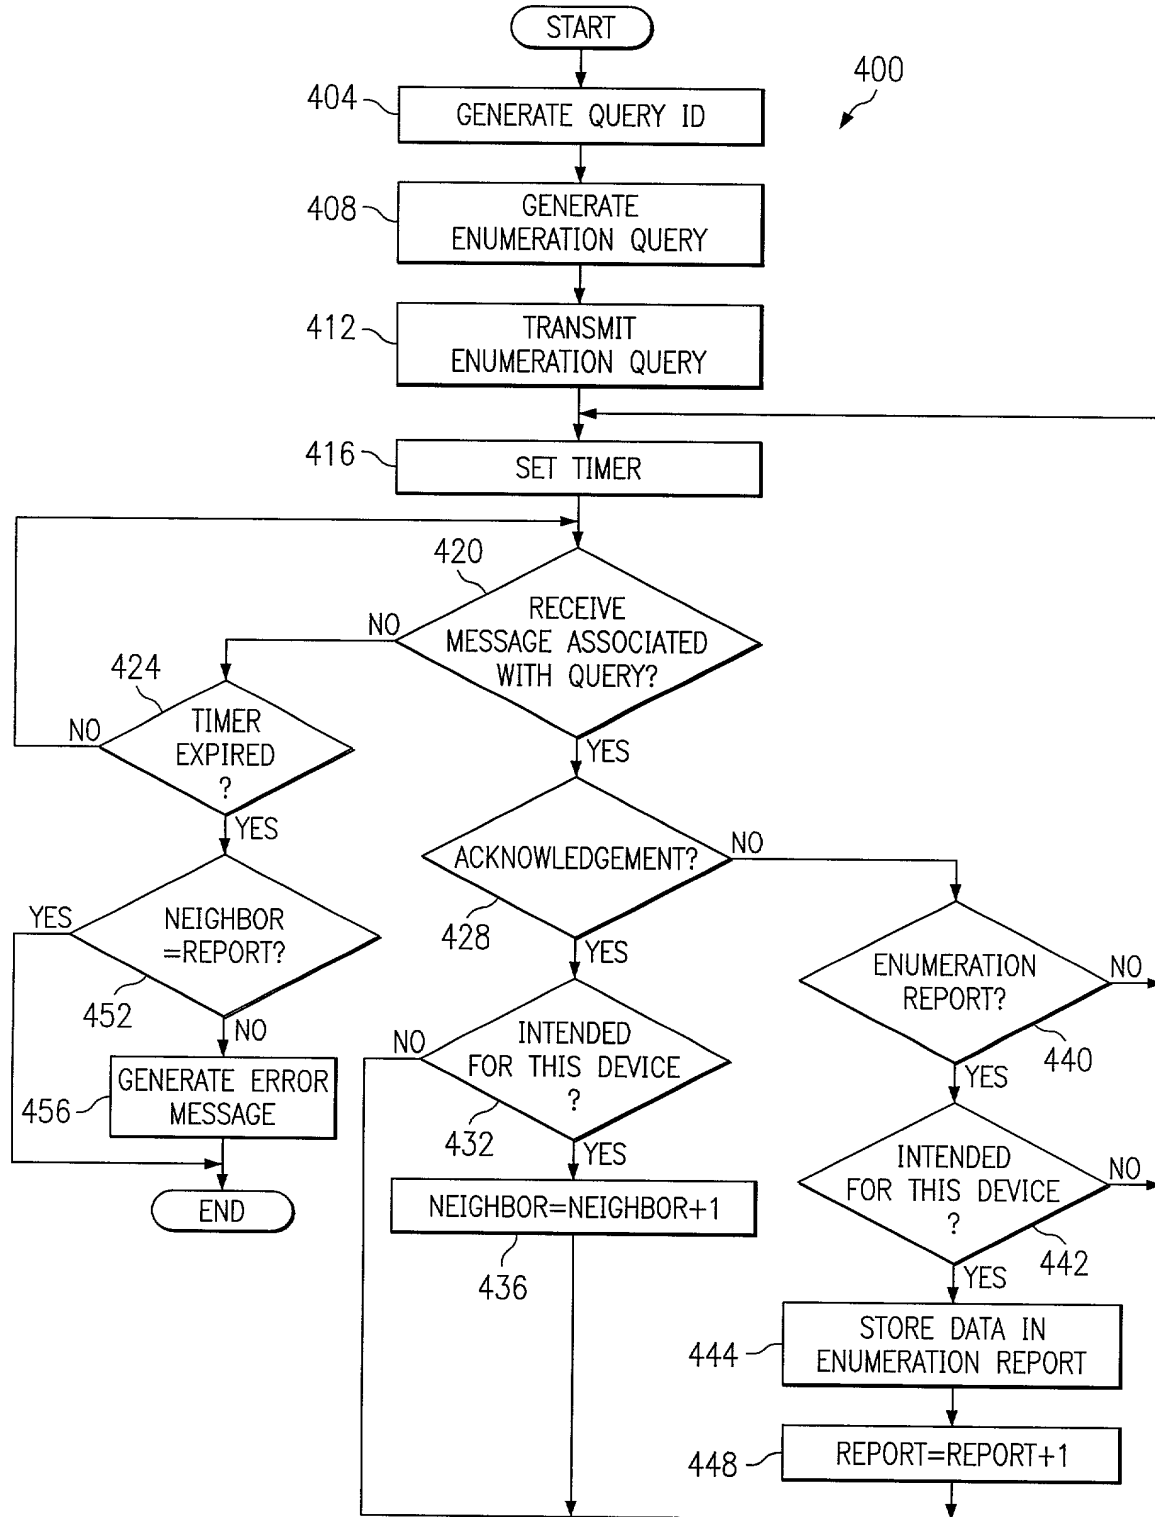 START
400
404
GENERATE QUERY ID
408
GENERATE
ENUMERATION QUERY
412
TRANSMIT
ENUMERATION QUERY
416
SET TIMER
420
RECEIVE
MESSAGE ASSOCIATED
WITH QUERY?
NO
YES
424
TIMER
EXPIRED
?
NO
YES
ACKNOWLEDGEMENT?
428
NO
YES
NEIGHBOR
=REPORT?
452
YES
NO
GENERATE ERROR
MESSAGE
456
END
INTENDED
FOR THIS DEVICE
?
432
NO
YES
NEIGHBOR=NEIGHBOR+1
436
ENUMERATION
REPORT?
440
NO
YES
INTENDED
FOR THIS DEVICE
?
442
NO
YES
444
STORE DATA IN
ENUMERATION REPORT
448
REPORT=REPORT+1